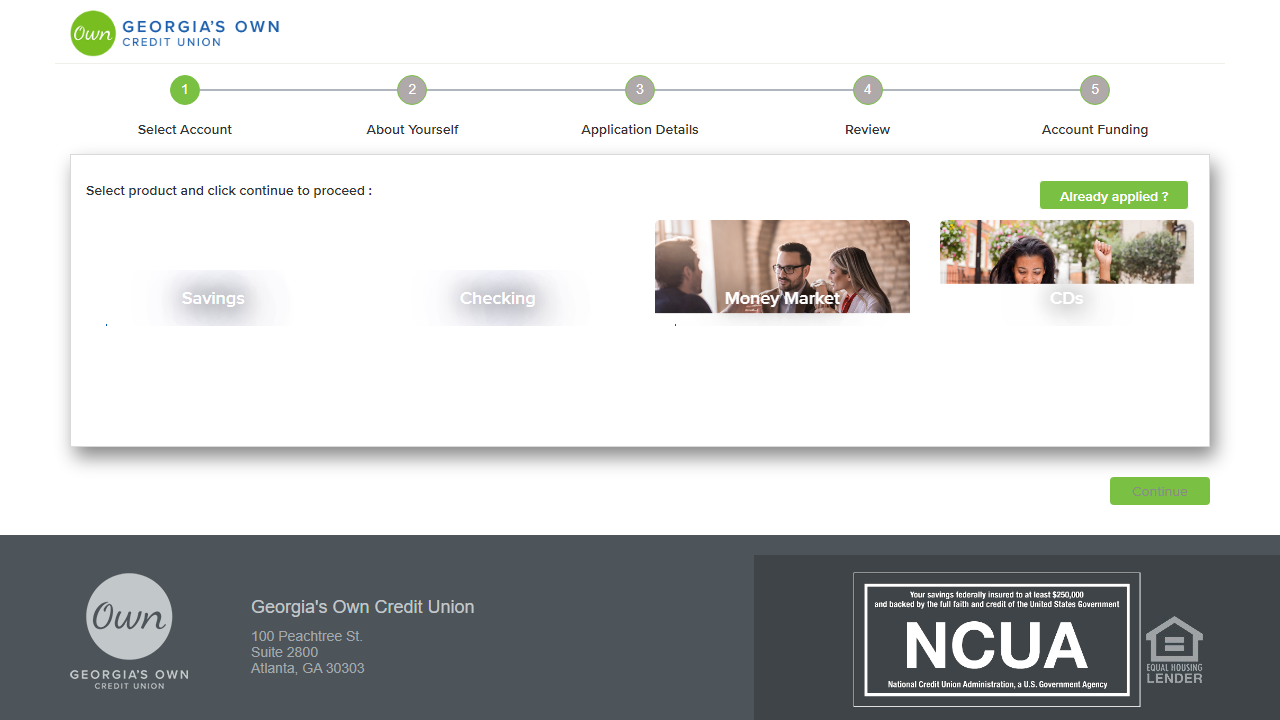 Own
GEORGIA'S OWN
CREDIT UNION
1
2
3
4
5
Select Account
About Yourself
Application Details
Review
Account Funding
Select product and click continue to proceed :
Already applied ?
Savings
Checking
Money Market
CDs
Continue
Own
GEORGIA'S OWN
CREDIT UNION
Georgia's Own Credit Union
100 Peachtree St.
Suite 2800
Atlanta, GA 30303
Your savings federally insured to at least $250,000
and backed by the full faith and credit of the United States Government
NCUA
National Credit Union Administration, a U.S. Government Agency
EQUAL HOUSING
LENDER